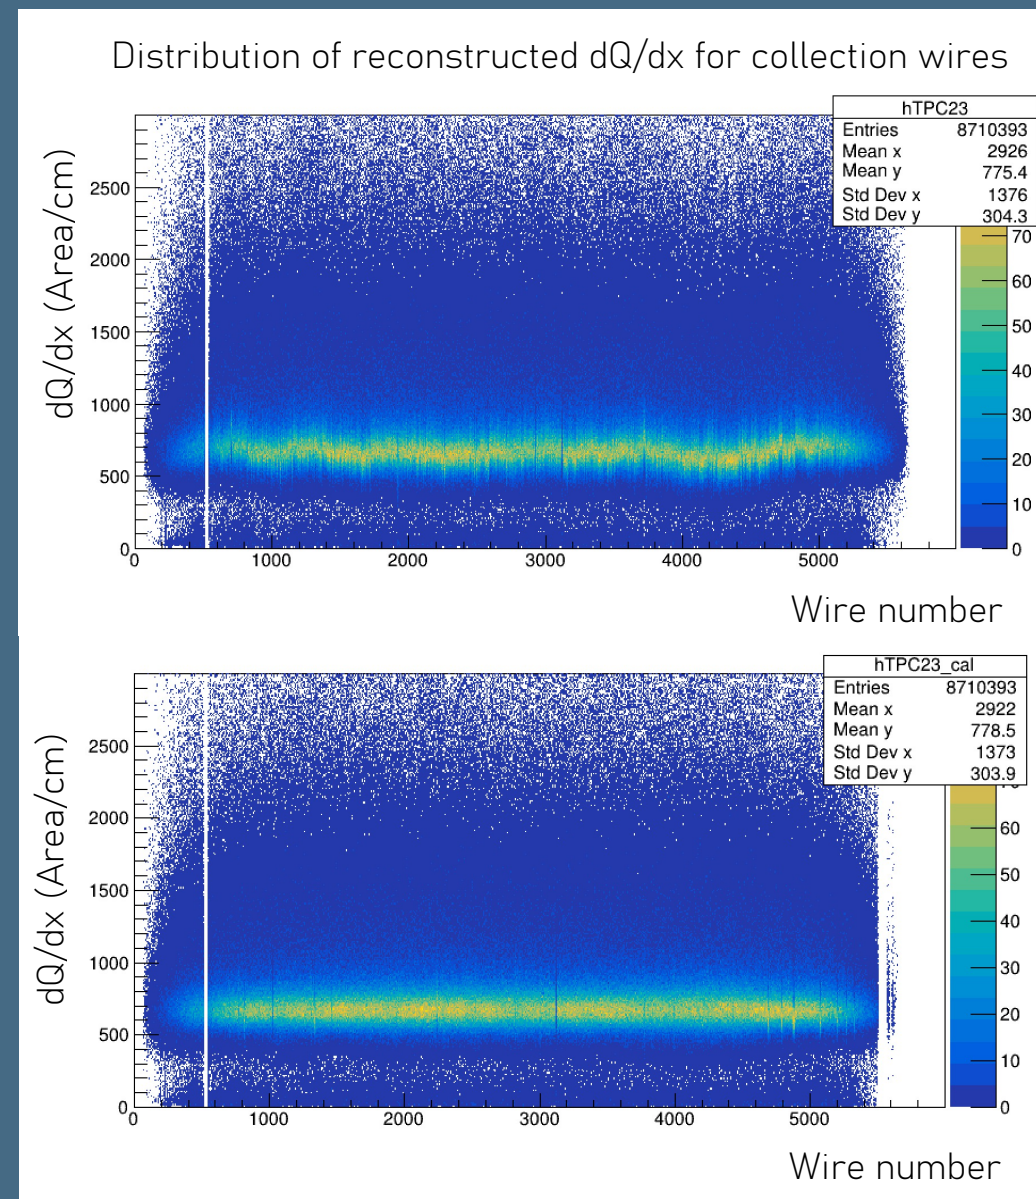 Distribution of reconstructed dQ/dx for collection wires
hTPC23
Entries 8710393
Mean x 2926
Mean y 775.4
Std Dev x 1376
Std Dev y 304.3
dQ/dx (Area/cm)
2500
2000
1500
1000
500
0
0 1000 2000 3000 4000 5000
70
60
50
40
30
20
10
0
Wire number
hTPC23_cal
Entries 8710393
Mean x 2922
Mean y 778.5
Std Dev x 1373
Std Dev y 303.9
dQ/dx (Area/cm)
2500
2000
1500
1000
500
0
0 1000 2000 3000 4000 5000
60
50
40
30
20
10
0
Wire number